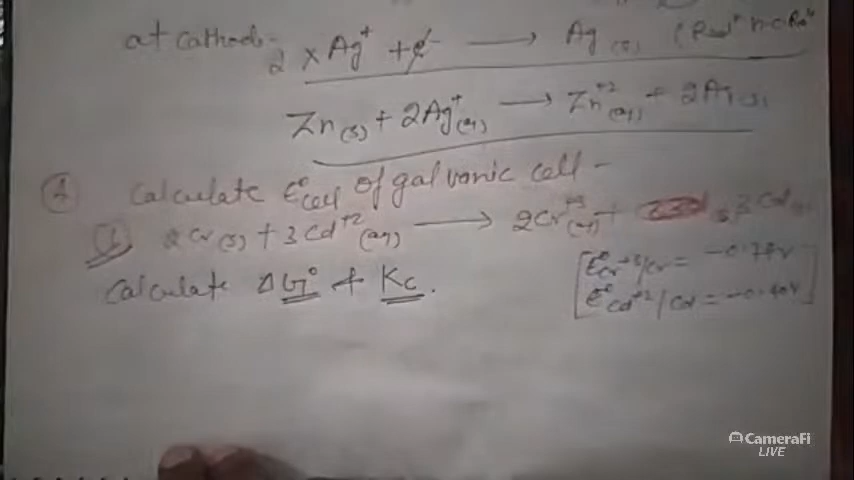 at cathode- 2 x Ag⁺ + e⁻ ⟶ Ag (s)
Zn(s) + 2Ag⁺(aq) ⟶ Zn⁺²(aq) + 2Ag(s)
② Calculate E°cell of galvanic cell -
① 2Cr(s) + 3Cd⁺²(aq) ⟶ 2Cr⁺³(aq) + 3Cd
Calculate ΔG° & Kc.
[E°Cr⁺³/Cr = -0.74V
E°Cd⁺²/Cd = -0.40V]
CameraFi
LIVE